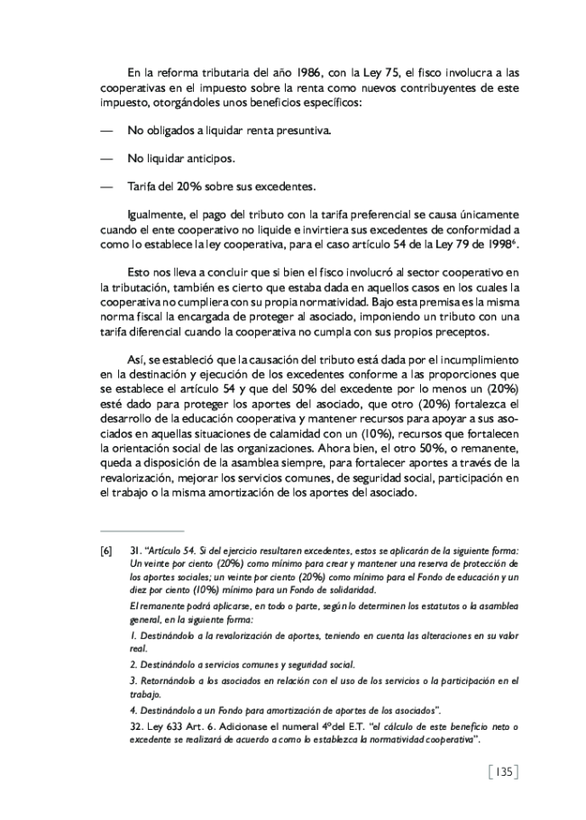 En la reforma tributaria del año 1986, con la Ley 75, el fisco involucra a las
cooperativas en el impuesto sobre la renta como nuevos contribuyentes de este
impuesto, otorgándoles unos beneficios específicos:
— No obligados a liquidar renta presuntiva.
— No liquidar anticipos.
— Tarifa del 20% sobre sus excedentes.
Igualmente, el pago del tributo con la tarifa preferencial se causa únicamente
cuando el ente cooperativo no liquide e invirtiera sus excedentes de conformidad a
como lo establece la ley cooperativa, para el caso artículo 54 de la Ley 79 de 1998⁶.
Esto nos lleva a concluir que si bien el fisco involucró al sector cooperativo en
la tributación, también es cierto que estaba dada en aquellos casos en los cuales la
cooperativa no cumpliera con su propia normatividad. Bajo esta premisa es la misma
norma fiscal la encargada de proteger al asociado, imponiendo un tributo con una
tarifa diferencial cuando la cooperativa no cumpla con sus propios preceptos.
Así, se estableció que la causación del tributo está dada por el incumplimiento
en la destinación y ejecución de los excedentes conforme a las proporciones que
se establece el artículo 54 y que del 50% del excedente por lo menos un (20%)
esté dado para proteger los aportes del asociado, que otro (20%) fortalezca el
desarrollo de la educación cooperativa y mantener recursos para apoyar a sus aso-
ciados en aquellas situaciones de calamidad con un (10%), recursos que fortalecen
la orientación social de las organizaciones. Ahora bien, el otro 50%, o remanente,
queda a disposición de la asamblea siempre, para fortalecer aportes a través de la
revalorización, mejorar los servicios comunes, de seguridad social, participación en
el trabajo o la misma amortización de los aportes del asociado.
[6] 31. “Artículo 54. Si del ejercicio resultaren excedentes, estos se aplicarán de la siguiente forma:
Un veinte por ciento (20%) como mínimo para crear y mantener una reserva de protección de
los aportes sociales; un veinte por ciento (20%) como mínimo para el Fondo de educación y un
diez por ciento (10%) mínimo para un Fondo de solidaridad.
El remanente podrá aplicarse, en todo o parte, según lo determinen los estatutos o la asamblea
general, en la siguiente forma:
1. Destinándolo a la revalorización de aportes, teniendo en cuenta las alteraciones en su valor
real.
2. Destinándolo a servicios comunes y seguridad social.
3. Retornándolo a los asociados en relación con el uso de los servicios o la participación en el
trabajo.
4. Destinándolo a un Fondo para amortización de aportes de los asociados”.
32. Ley 633 Art. 6. Adicionase el numeral 4ºdel E.T. “el cálculo de este beneficio neto o
excedente se realizará de acuerdo a como lo establezca la normatividad cooperativa”.
[135]